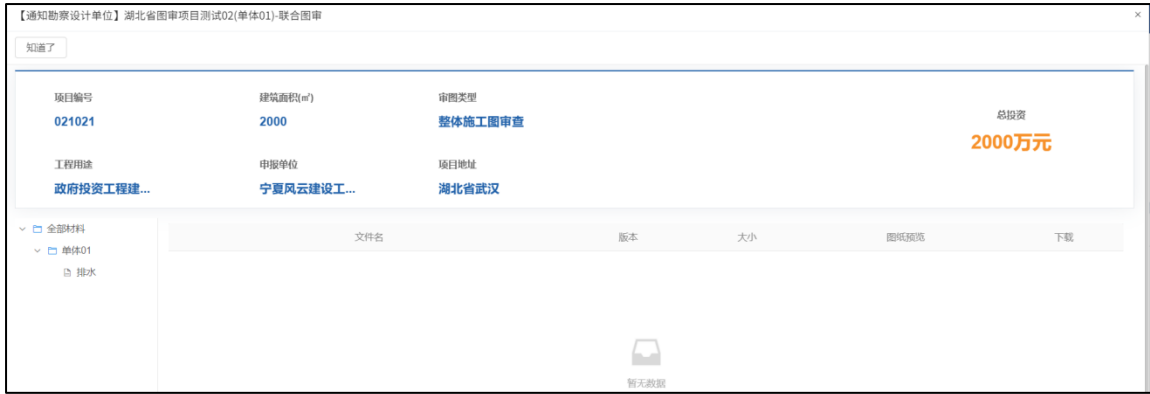 【通知勘察设计单位】湖北省图审项目测试02(单体01)-联合图审
知道了
项目编号 建筑面积(㎡) 审图类型
021021 2000 整体施工图审查
总投资
2000万元
工程用途 申报单位 项目地址
政府投资工程建... 宁夏风云建设工... 湖北省武汉
全部材料
单体01
排水
文件名 版本 大小 图纸预览 下载
暂无数据